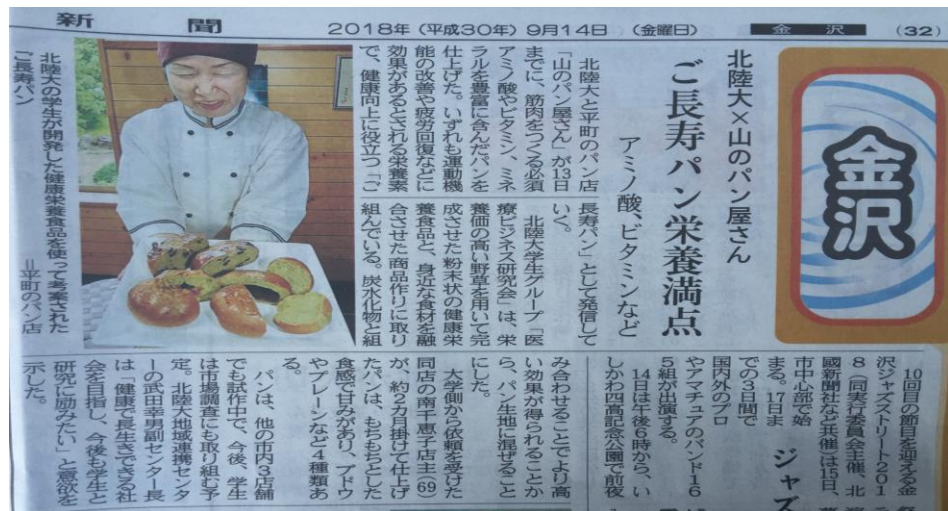 新聞
2018年(平成30年)9月14日
(金曜日)
金沢
(32)
金沢
北陸大×山のパン屋さん
ご長寿パン栄養満点
アミノ酸、ビタミンなど
北陸大と平町のパン店
「山のパン屋さん」が13日
までに、筋肉をつくる必須
アミノ酸やビタミン、ミネ
ラルを豊富に含んだパンを
仕上げた。いずれも運動機
能の改善や疲労回復などに
効果があるとされる栄養素
で、健康向上に役立つ「ご
長寿パン」として発信して
いく。
北陸大学生グループ「医
療ビジネス研究会」は、栄
養価の高い野草を用いて完
成させた粉末状の健康栄
養食品と、身近な食材を融
合させた商品作りに取り
組んでいる。炭水化物と組
み合わせることでより高
い効果が得られることか
ら、パン生地に混ぜること
にした。
大学側から依頼を受けた
同店の南千恵子店主(69)
が、約2カ月掛けて仕上げ
たパンは、もちもちとした
食感で甘みがあり、ブドウ
やプレーンなど4種類あ
る。
パンは、他の市内3店舗
でも試作中で、今後、学生
は市場調査にも取り組む予
定。北陸大地域連携センタ
ーの武田幸男副センター長
は「健康で長生きできる社
会を目指し、今後も学生と
研究に励みたい」と意欲を
示した。
北陸大の学生が開発した健康栄養食品を使って考案された
ご長寿パン
=平町のパン店
10回目の節目を迎える金
沢ジャズストリート201
8(同実行委員会主催、北
國新聞社など共催)は15日、
市中心部で始
まる。17日ま
での3日間で
国内外のプロ
やアマチュアのバンド16
5組が出演する。
14日は午後6時から、い
しかわ四高記念公園で前夜
ジャズ